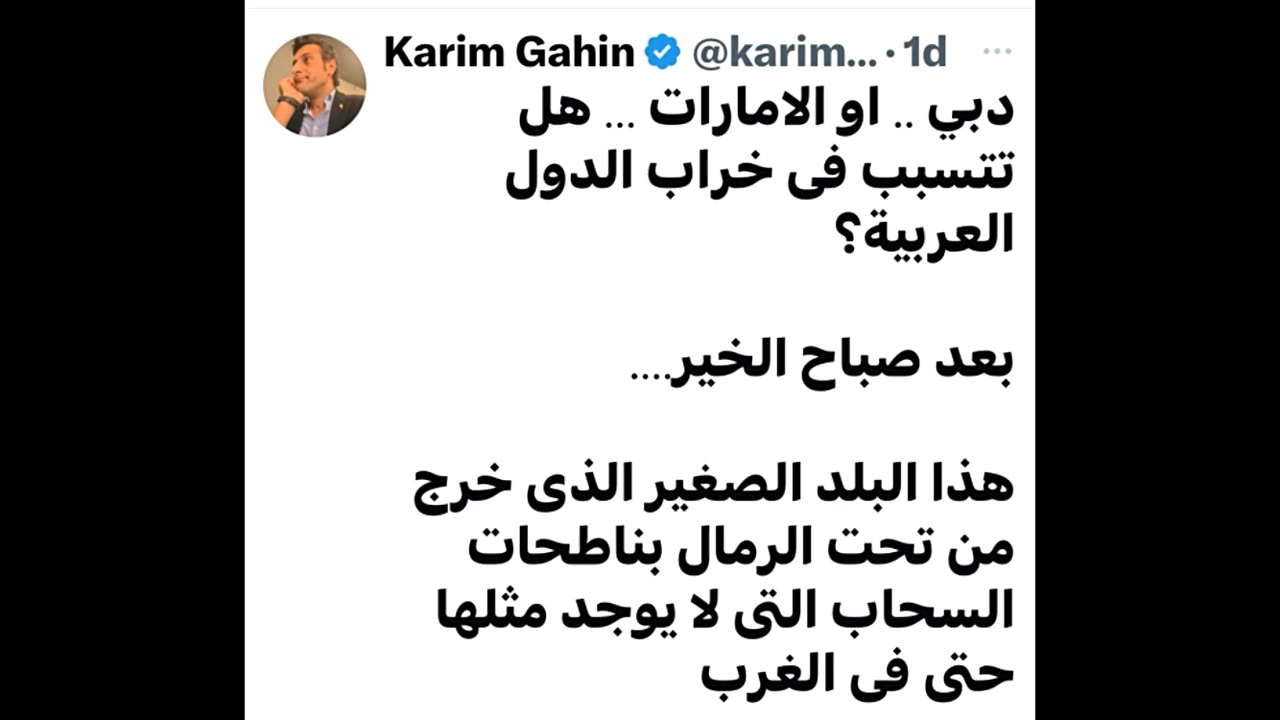 Karim Gahin @karim... · 1d
دبي .. او الامارات ... هل
تتسبب فى خراب الدول
العربية؟
بعد صباح الخير....
هذا البلد الصغير الذى خرج
من تحت الرمال بناطحات
السحاب التى لا يوجد مثلها
حتى فى الغرب